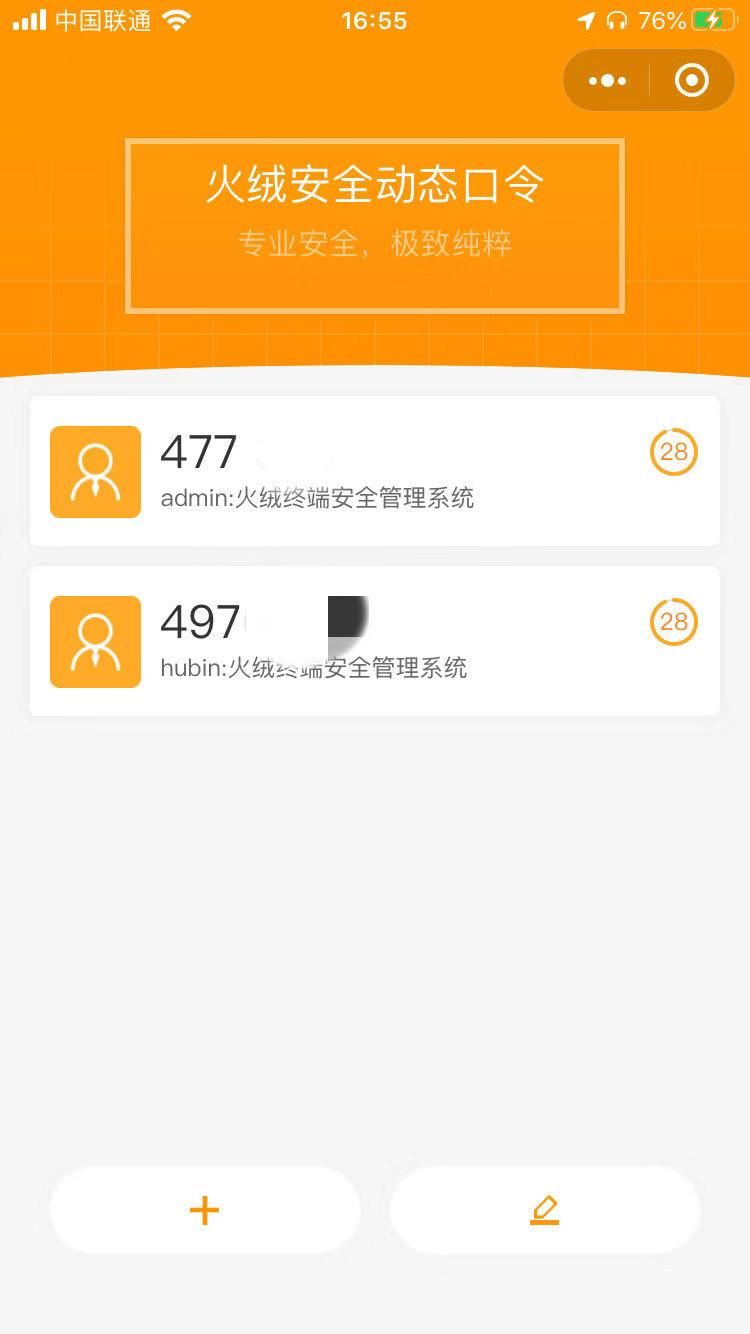 中国联通 16:55 76%
火绒安全动态口令
专业安全，极致纯粹
477 28
admin:火绒终端安全管理系统
497 28
hubin:火绒终端安全管理系统